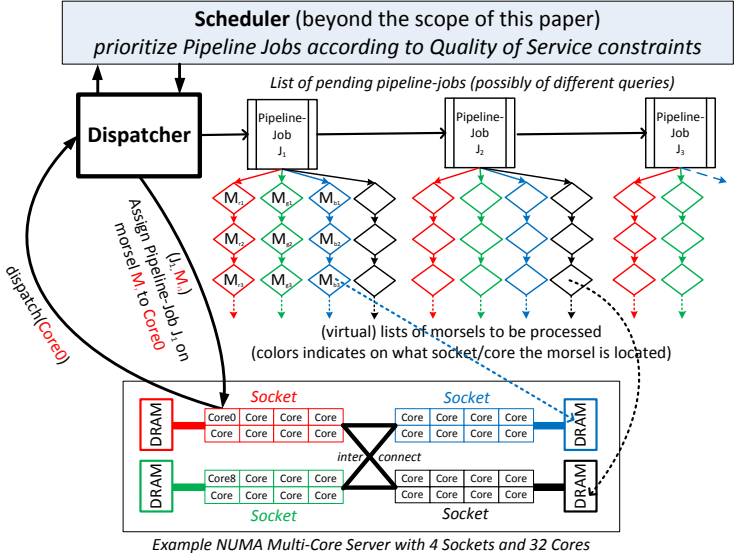 Scheduler (beyond the scope of this paper)
prioritize Pipeline Jobs according to Quality of Service constraints
List of pending pipeline-jobs (possibly of different queries)
Dispatcher
Pipeline-
Job
J1
Pipeline-
Job
J2
Pipeline-
Job
J3
Mr1
Mg1
Mb1
Mr2
Mg2
Mb2
Mr3
Mg3
dispatch(Core0)
(J1, Mr1)
Assign Pipeline-Job J1 on
to Core0
(virtual) lists of morsels to be processed
(colors indicates on what socket/core the morsel is located)
Socket
Socket
DRAM
Core0 Core Core Core
Core Core Core Core
Core Core Core Core
Core Core Core Core
DRAM
inter connect
DRAM
Core8 Core Core Core
Core Core Core Core
Core Core Core Core
Core Core Core Core
DRAM
Socket
Socket
Example NUMA Multi-Core Server with 4 Sockets and 32 Cores